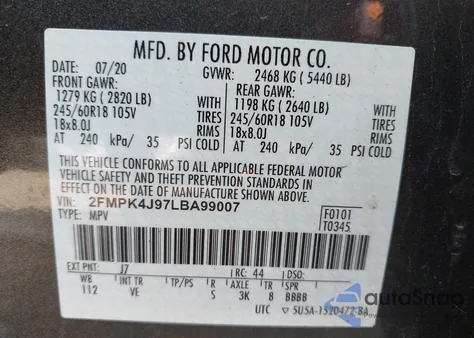 MFD. BY FORD MOTOR CO.
DATE: 07/20 GVWR: 2468 KG (5440 LB)
FRONT GAWR: REAR GAWR:
1279 KG (2820 LB) WITH 1198 KG (2640 LB) WITH
245/60R18 105V TIRES 245/60R18 105V TIRES
18x8.0J RIMS 18x8.0J RIMS
AT 240 kPa/ 35 PSI COLD AT 240 kPa/ 35 PSI COLD
THIS VEHICLE CONFORMS TO ALL APPLICABLE FEDERAL MOTOR
VEHICLE SAFETY AND THEFT PREVENTION STANDARDS
IN EFFECT ON THE DATE OF MANUFACTURE SHOWN ABOVE.
VIN: 2FMPK4J97LBA99007 F0101
TYPE: MPV T0345
EXT PNT: J7 RC: 44 DSO:
WB INT TR TP/PS R AXLE TR SPR
112 VE S 3K 8 BBBB
UTC 5USA-1520472-BA
autoSnap